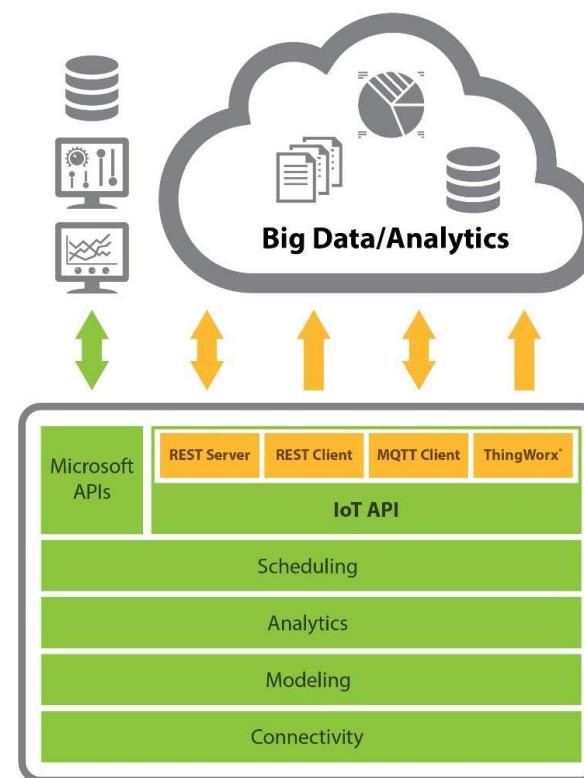 Big Data/Analytics
Microsoft
APIs
REST Server
REST Client
MQTT Client
ThingWorx*
IoT API
Scheduling
Analytics
Modeling
Connectivity